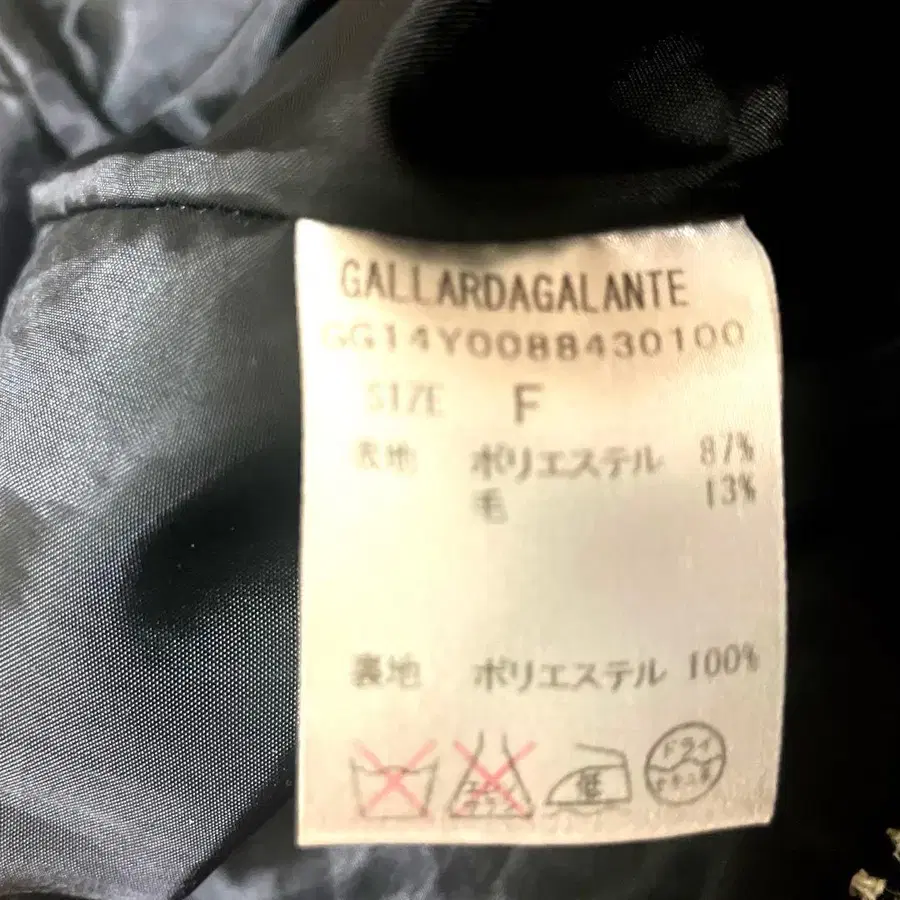 GALLARDAGALANTE
GG14Y0088430100
SIZE F
表地 ポリエステル 87%
毛 13%
裏地 ポリエステル 100%
低
ドライ